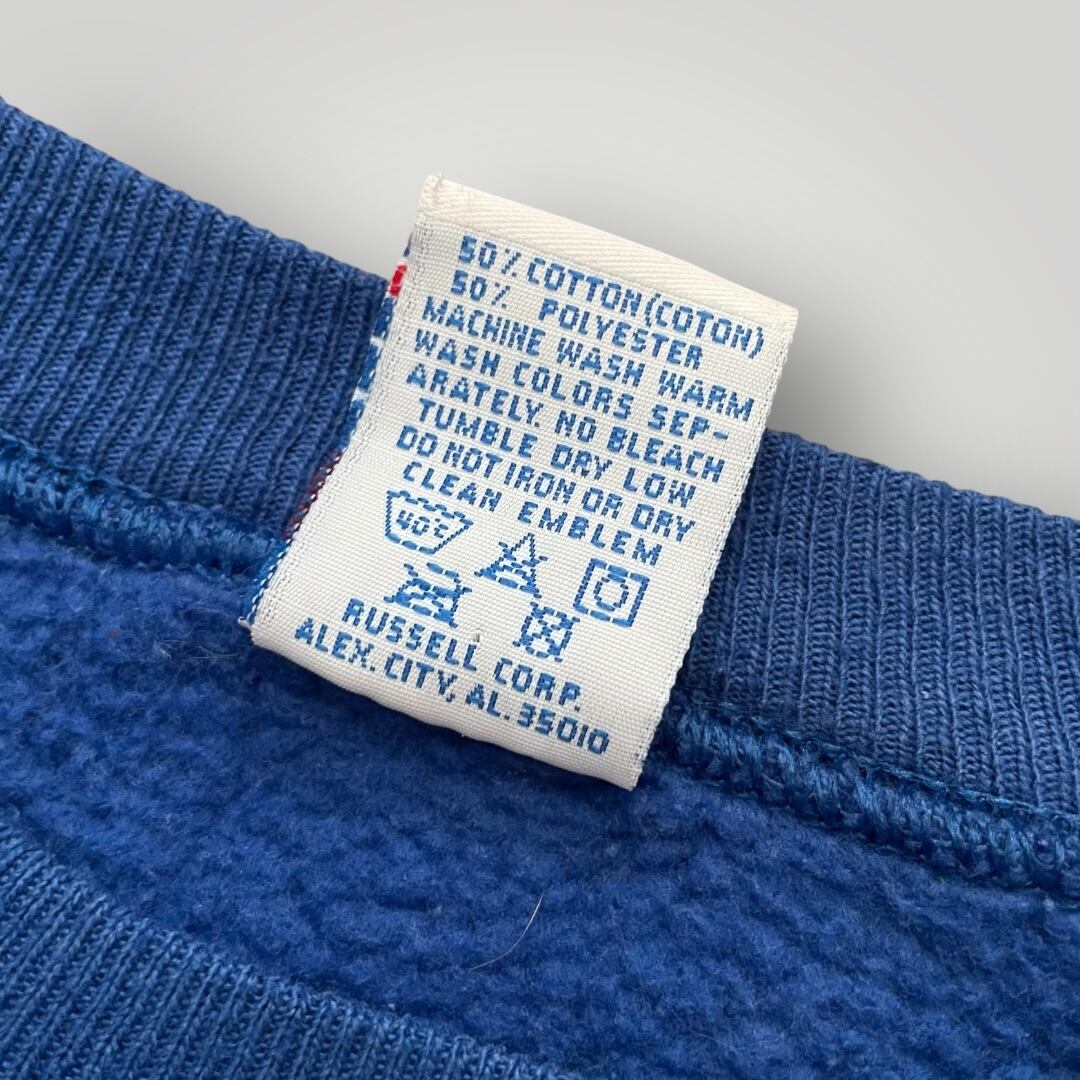 50% COTTON (COTON)
50% POLYESTER
MACHINE WASH WARM
WASH COLORS SEP-
ARATELY. NO BLEACH
TUMBLE DRY LOW
DO NOT IRON OR DRY
CLEAN EMBLEM
40°C
RUSSELL CORP.
ALEX. CITY, AL. 35010